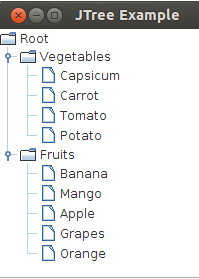 JTree Example
Root
Vegetables
Capsicum
Carrot
Tomato
Potato
Fruits
Banana
Mango
Apple
Grapes
Orange